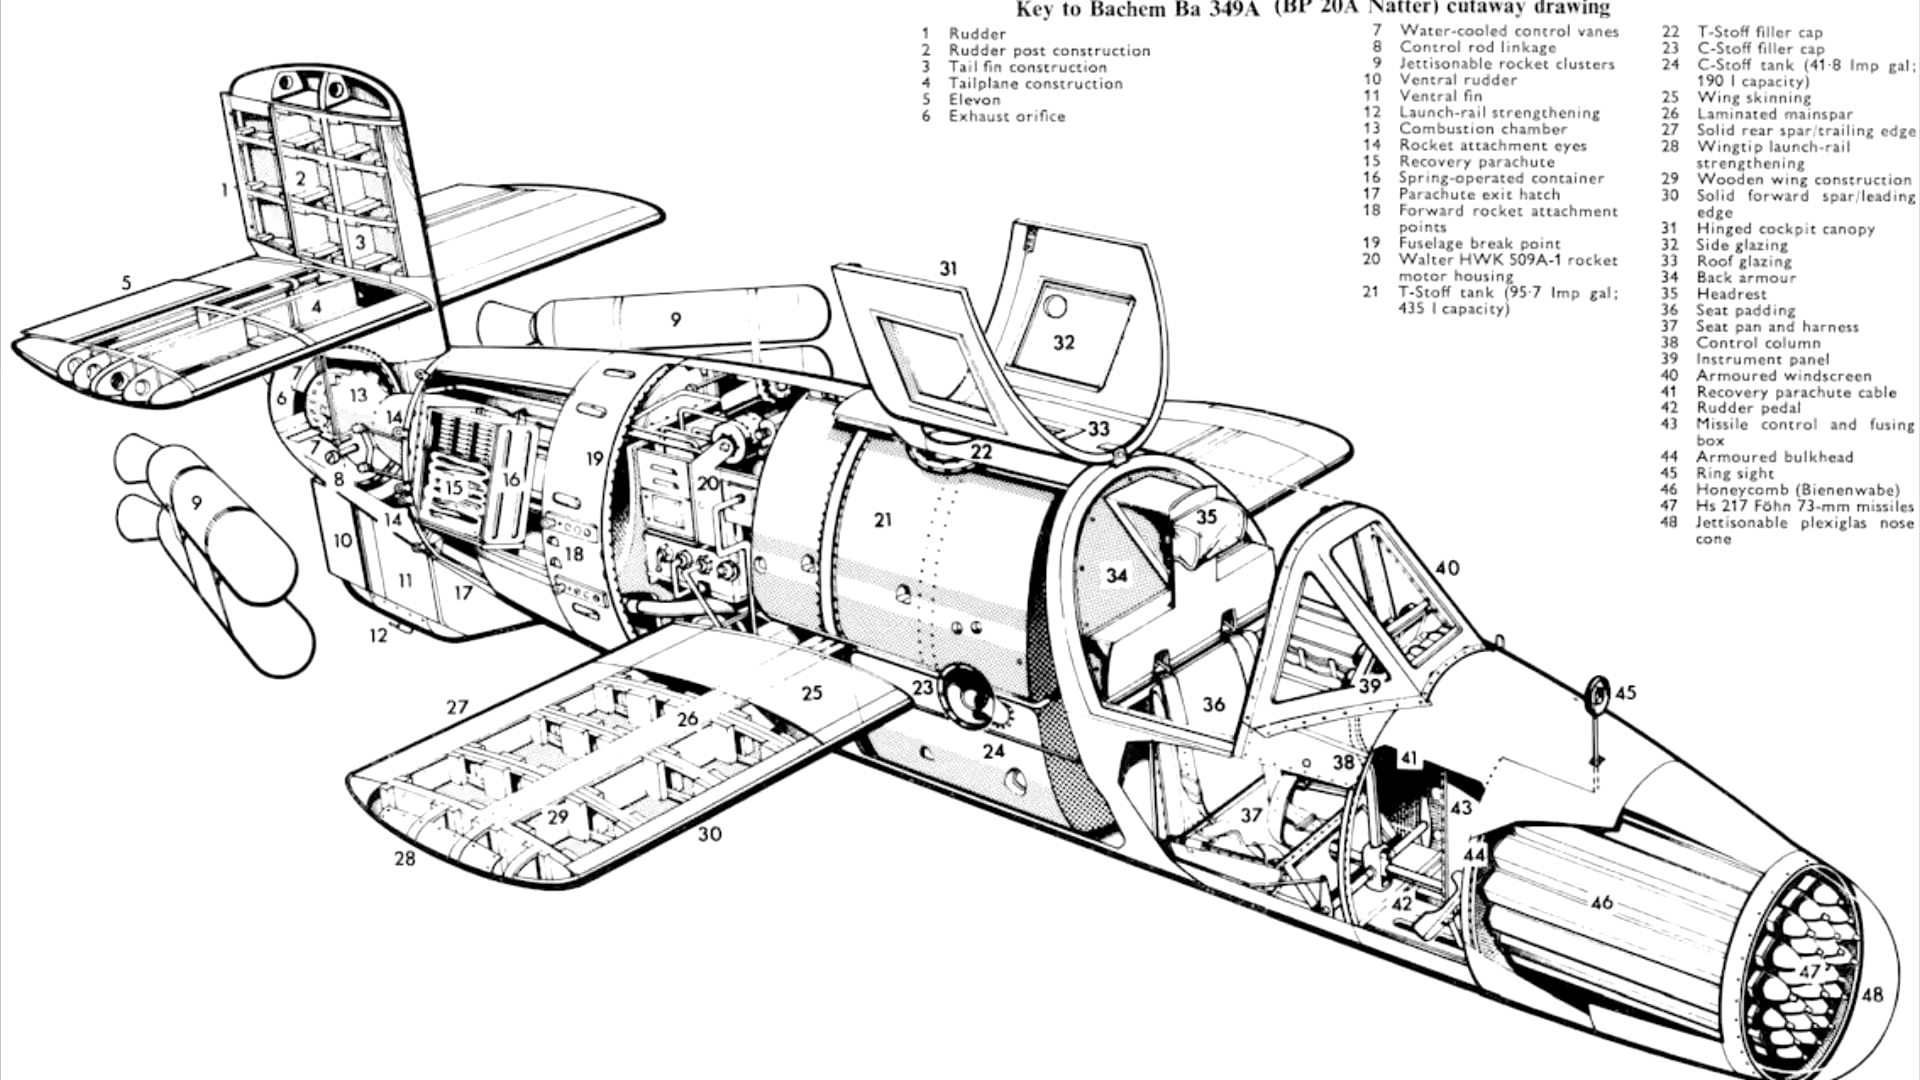 Key to Bachem Ba 349A (BP 20A Natter) cutaway drawing
1 Rudder
2 Rudder post construction
3 Tail fin construction
4 Tailplane construction
5 Elevon
6 Exhaust orifice
7 Water-cooled control vanes
8 Control rod linkage
9 Jettisonable rocket clusters
10 Ventral rudder
11 Ventral fin
12 Launch-rail strengthening
13 Combustion chamber
14 Rocket attachment eyes
15 Recovery parachute
16 Spring-operated container
17 Parachute exit hatch
18 Forward rocket attachment
points
19 Fuselage break point
20 Walter HWK 509A-1 rocket
motor housing
21 T-Stoff tank (95·7 Imp gal;
435 l capacity)
22 T-Stoff filler cap
23 C-Stoff filler cap
24 C-Stoff tank (41·8 Imp gal;
190 l capacity)
25 Wing skinning
26 Laminated mainspar
27 Solid rear spar/trailing edge
28 Wingtip launch-rail
strengthening
29 Wooden wing construction
30 Solid forward spar/leading
edge
31 Hinged cockpit canopy
32 Side glazing
33 Roof glazing
34 Back armour
35 Headrest
36 Seat padding
37 Seat pan and harness
38 Control column
39 Instrument panel
40 Armoured windscreen
41 Recovery parachute cable
42 Rudder pedal
43 Missile control and fusing
box
44 Armoured bulkhead
45 Ring sight
46 Honeycomb (Bienenwabe)
47 Hs 217 Föhn 73-mm missiles
48 Jettisonable plexiglas nose
cone
1
2
3
5
4
31
9
32
7
6
13
14
33
22
19
16
15
20
9
8
14
21
35
10
18
34
11
17
40
12
23
25
39
45
27
26
36
24
38
41
29
37
43
30
28
44
42
46
47
48
7